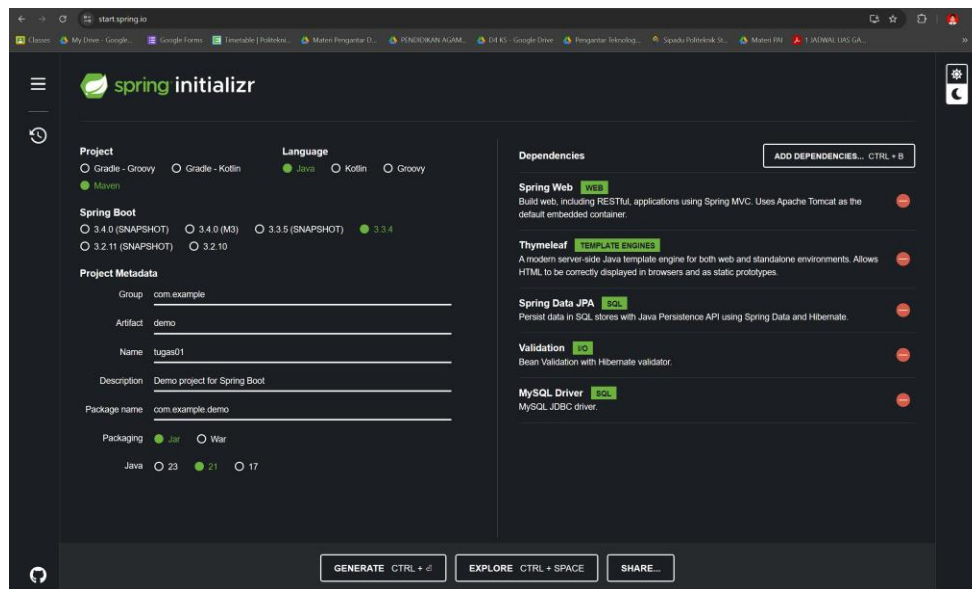 start.spring.io
Classes My Drive - Google... Google Forms Timetable | Politekni... Materi Pengantar D... PENDIDIKAN AGAM... D4 KS - Google Drive Pengantar Teknolog... Sipadu Politeknik St... Materi PAI 1 JADWAL UAS GA...
spring initializr
Project
Gradle - Groovy Gradle - Kotlin
Maven
Language
Java Kotlin Groovy
Spring Boot
3.4.0 (SNAPSHOT) 3.4.0 (M3) 3.3.5 (SNAPSHOT) 3.3.4
3.2.11 (SNAPSHOT) 3.2.10
Project Metadata
Group com.example
Artifact demo
Name tugas01
Description Demo project for Spring Boot
Package name com.example.demo
Packaging Jar War
Java 23 21 17
Dependencies
ADD DEPENDENCIES... CTRL + B
Spring Web WEB
Build web, including RESTful, applications using Spring MVC. Uses Apache Tomcat as the
default embedded container.
Thymeleaf TEMPLATE ENGINES
A modern server-side Java template engine for both web and standalone environments. Allows
HTML to be correctly displayed in browsers and as static prototypes.
Spring Data JPA SQL
Persist data in SQL stores with Java Persistence API using Spring Data and Hibernate.
Validation I/O
Bean Validation with Hibernate validator.
MySQL Driver SQL
MySQL JDBC driver.
GENERATE CTRL + ⏎
EXPLORE CTRL + SPACE
SHARE...